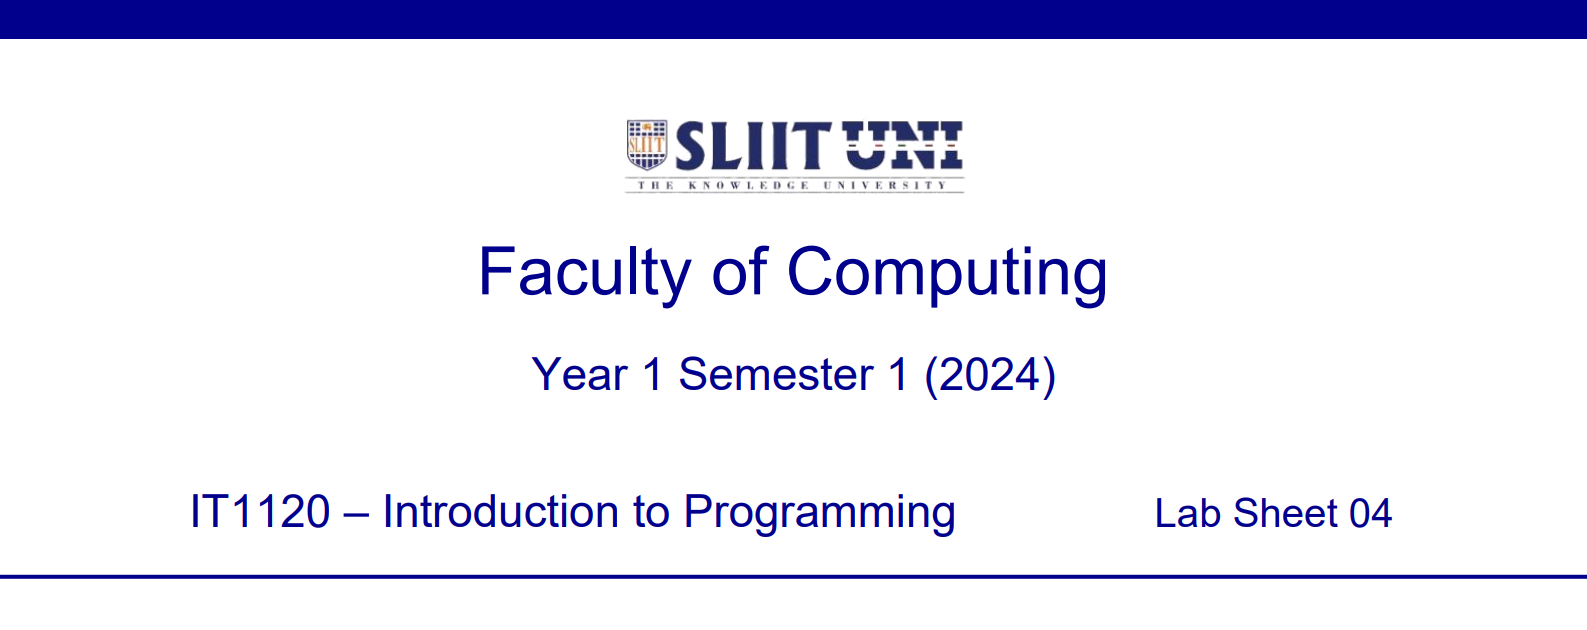 SLIIT
SLIIT UNI
THE KNOWLEDGE UNIVERSITY
Faculty of Computing
Year 1 Semester 1 (2024)
IT1120 – Introduction to Programming Lab Sheet 04